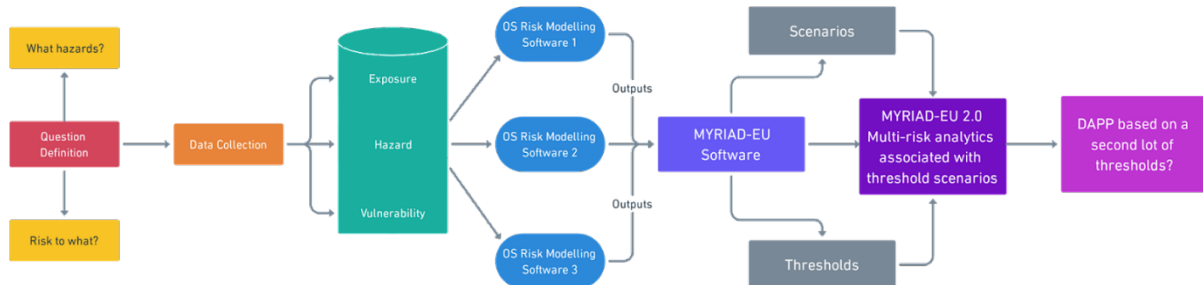 What hazards?
Question
Definition
Risk to what?
Data Collection
Exposure
Hazard
Vulnerability
OS Risk Modelling
Software 1
OS Risk Modelling
Software 2
OS Risk Modelling
Software 3
Outputs
Outputs
MYRIAD-EU
Software
Scenarios
Thresholds
MYRIAD-EU 2.0
Multi-risk analytics
associated with
threshold scenarios
DAPP based on a
second lot of
thresholds?